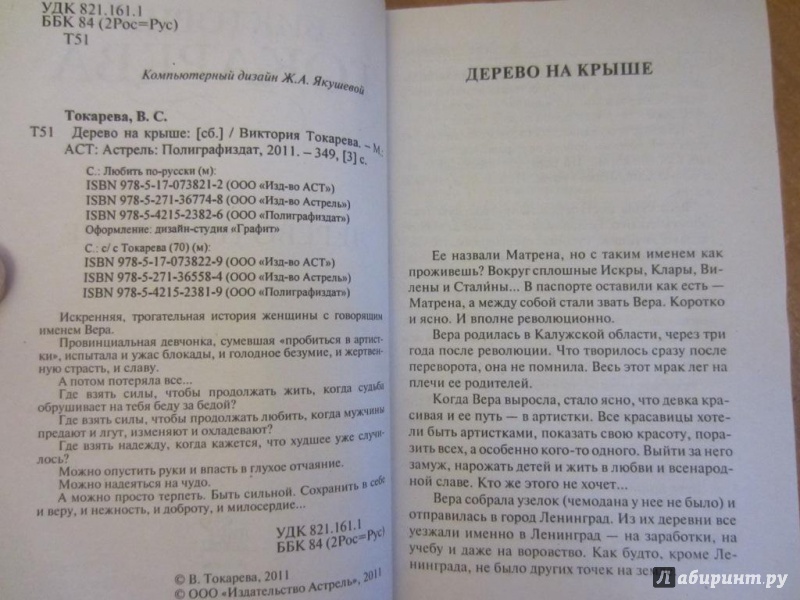 УДК 821.161.1
ББК 84 (2Рос=Рус)
Т51
Компьютерный дизайн Ж.А. Якушевой
Токарева, В. С.
Т51 Дерево на крыше: [сб.] / Виктория Токарева. – М.:
АСТ: Астрель: Полиграфиздат, 2011. – 349, [3] с.
С.: Любить по-русски (м):
ISBN 978-5-17-073821-2 (ООО «Изд-во АСТ»)
ISBN 978-5-271-36774-8 (ООО «Изд-во Астрель»)
ISBN 978-5-4215-2382-6 (ООО «Полиграфиздат»)
Оформление: дизайн-студия «Графит»
С.: с/с Токарева (70) (м):
ISBN 978-5-17-073822-9 (ООО «Изд-во АСТ»)
ISBN 978-5-271-36558-4 (ООО «Изд-во Астрель»)
ISBN 978-5-4215-2381-9 (ООО «Полиграфиздат»)
Искренняя, трогательная история женщины с говорящим
именем Вера.
Провинциальная девчонка, сумевшая «пробиться в артист-
ки», испытала и ужас блокады, и голодное безумие, и жертвен-
ную страсть, и славу.
А потом потеряла все...
Где взять силы, чтобы продолжать жить, когда судьба
обрушивает на тебя беду за бедой?
Где взять силы, чтобы продолжать любить, когда мужчины
предают и лгут, изменяют и охладевают?
Где взять надежду, когда кажется, что худшее уже случи-
лось?
Можно опустить руки и впасть в глухое отчаяние.
Можно надеяться на чудо.
А можно просто терпеть. Быть сильной. Сохранить в себе
и веру, и нежность, и доброту, и милосердие...
УДК 821.161.1
ББК 84 (2Рос=Рус)
© В. Токарева, 2011
© ООО «Издательство Астрель», 2011
ДЕРЕВО НА КРЫШЕ
Ее назвали Матрена, но с таким именем как
проживешь? Вокруг сплошные Искры, Клары, Ви-
лены и Сталины... В паспорте оставили как есть —
Матрена, а между собой стали звать Вера. Коротко
и ясно. И вполне революционно.
Вера родилась в Калужской области, через три
года после революции. Что творилось сразу после
переворота, она не помнила. Весь этот мрак лег на
плечи ее родителей.
Когда Вера выросла, стало ясно, что девка кра-
сивая и ее путь — в артистки. Все красавицы хоте-
ли быть артистками, показать свою красоту, пора-
зить всех, а особенно кого-то одного. Выйти за него
замуж, нарожать детей и жить в любви и всенарод-
ной славе. Кто же этого не хочет...
Вера собрала узелок (чемодана у нее не было) и
отправилась в город Ленинград. Из их деревни все
уезжали именно в Ленинград — на заработки, на
учебу и даже на воровство. Как будто, кроме Ле-
нинграда, не было других точек на
Лабиринт.ру